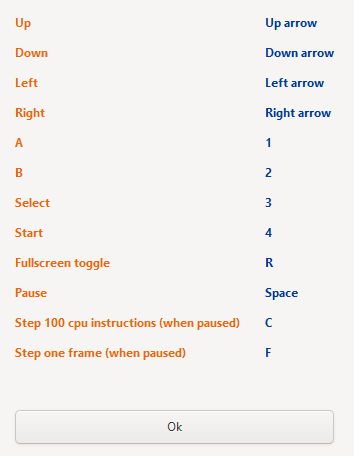 Up Up arrow
Down Down arrow
Left Left arrow
Right Right arrow
A 1
B 2
Select 3
Start 4
Fullscreen toggle R
Pause Space
Step 100 cpu instructions (when paused) C
Step one frame (when paused) F
Ok